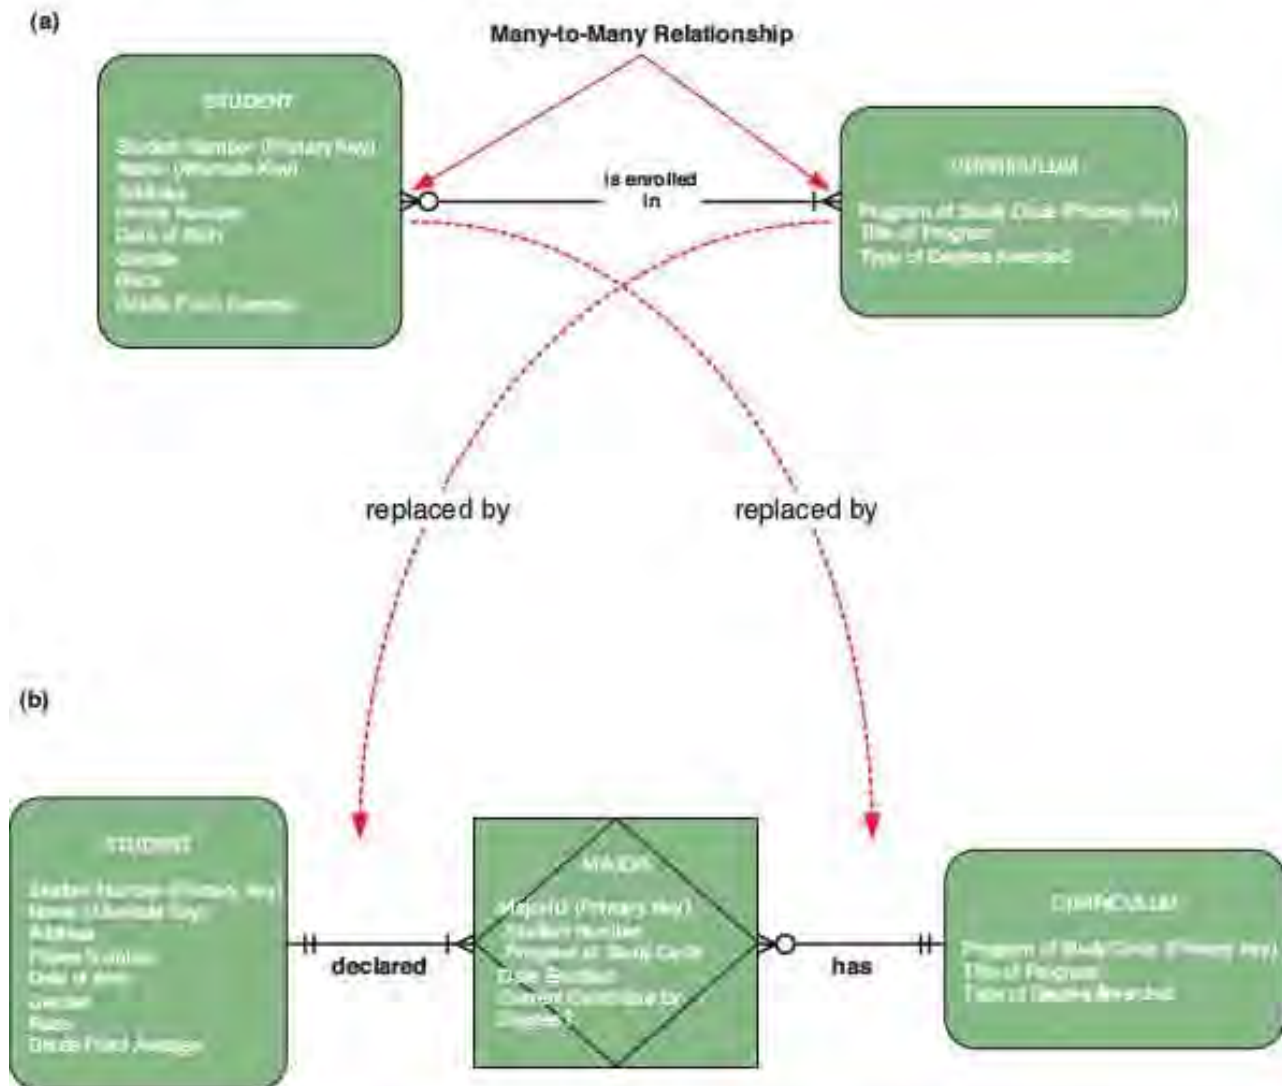 (a)
Many-to-Many Relationship
STUDENT
Student Number (Primary Key)
Name (Alternate Key)
Address
Phone Number
Date of Birth
Gender
Race
Grade Point Average
is enrolled
in
CURRICULUM
Program of Study Code (Primary Key)
Title of Program
Type of Degree Awarded
replaced by
replaced by
(b)
STUDENT
Student Number (Primary Key)
Name (Alternate Key)
Address
Phone Number
Date of Birth
Gender
Race
Grade Point Average
declared
MAJOR
Major ID (Primary Key)
Student Number
Program of Study Code
Date Enrolled
Current Candidate for
Degree?
has
CURRICULUM
Program of Study Code (Primary Key)
Title of Program
Type of Degree Awarded